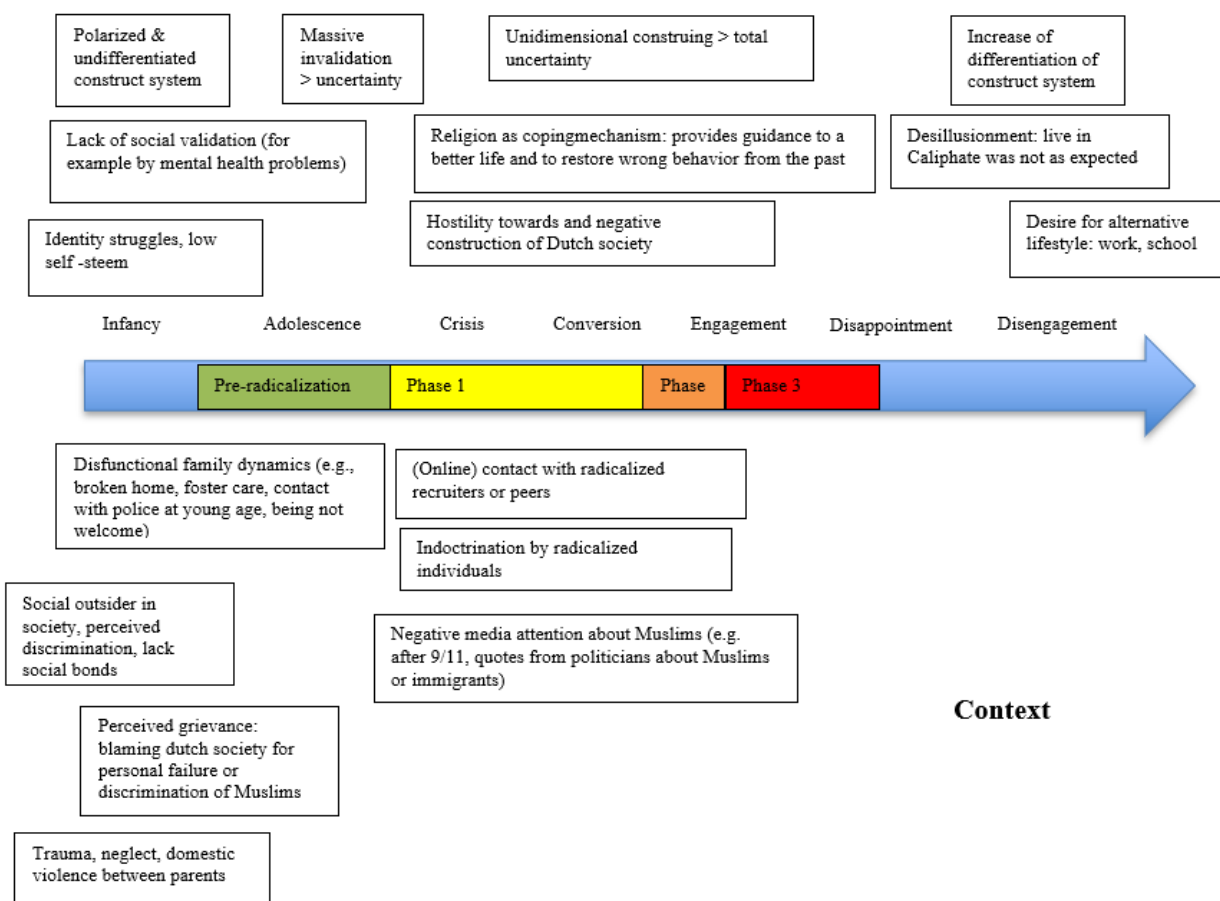 Polarized &
undifferentiated
construct system
Massive
invalidation
> uncertainty
Unidimensional construing > total
uncertainty
Increase of
differentiation of
construct system
Lack of social validation (for
example by mental health problems)
Religion as copingmechanism: provides guidance to a
better life and to restore wrong behavior from the past
Desillusionment: live in
Caliphate was not as expected
Identity struggles, low
self -steem
Hostility towards and negative
construction of Dutch society
Desire for alternative
lifestyle: work, school
Infancy
Adolescence
Crisis
Conversion
Engagement
Disappointment
Disengagement
Pre-radicalization
Phase 1
Phase
Phase 3
Disfunctional family dynamics (e.g.,
broken home, foster care, contact
with police at young age, being not
welcome)
(Online) contact with radicalized
recruiters or peers
Indoctrination by radicalized
individuals
Social outsider in
society, perceived
discrimination, lack
social bonds
Negative media attention about Muslims (e.g.
after 9/11, quotes from politicians about Muslims
or immigrants)
Context
Perceived grievance:
blaming dutch society for
personal failure or
discrimination of Muslims
Trauma, neglect, domestic
violence between parents